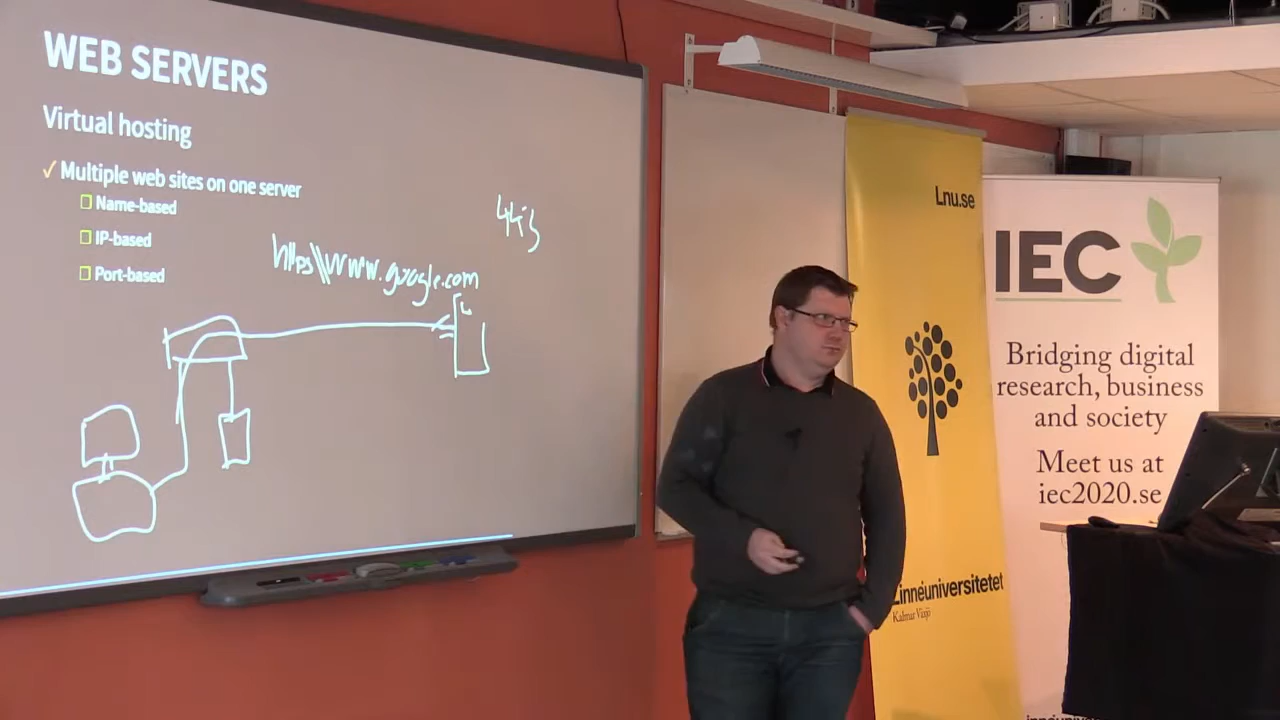 WEB SERVERS
Virtual hosting
✓ Multiple web sites on one server
Name-based
IP-based
Port-based
https\\www.google.com
443
Lnu.se
Linnéuniversitetet
Kalmar Växjö
IEC
Bridging digital
research, business
and society
Meet us at
iec2020.se